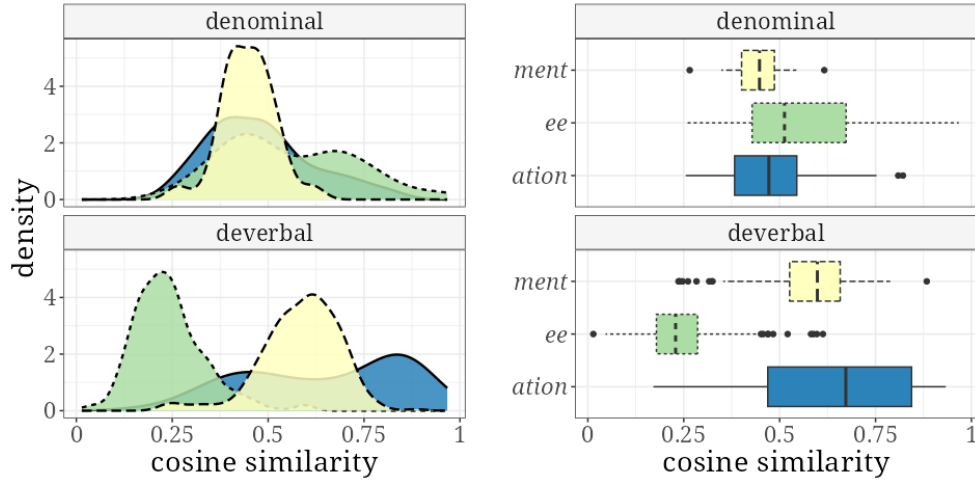 denominal
4
2
0
deverbal
4
2
0
0
0.25
0.5
0.75
1
density
cosine similarity
denominal
ment
ee
ation
deverbal
ment
ee
ation
0
0.25
0.5
0.75
1
cosine similarity